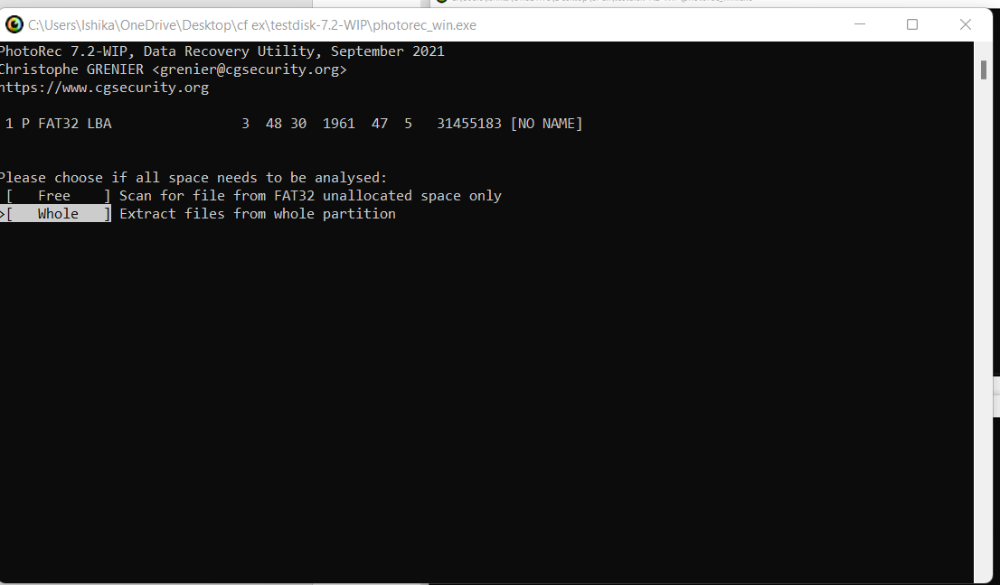 C:\Users\Ishika\OneDrive\Desktop\cf ex\testdisk-7.2-WIP\photorec_win.exe
PhotoRec 7.2-WIP, Data Recovery Utility, September 2021
Christophe GRENIER <grenier@cgsecurity.org>
https://www.cgsecurity.org
1 P FAT32 LBA 3 48 30 1961 47 5 31455183 [NO NAME]
Please choose if all space needs to be analysed:
[ Free ] Scan for file from FAT32 unallocated space only
>[ Whole ] Extract files from whole partition